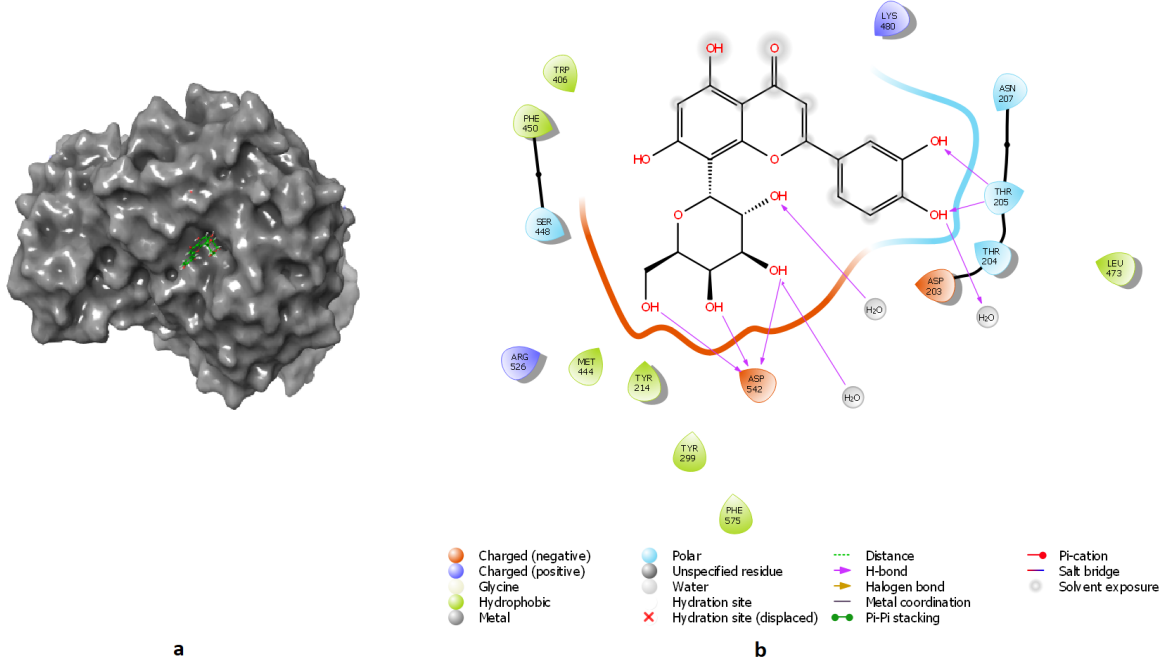 LYS
480
OH
O
TRP
406
ASN
207
PHE
450
OH
HO
O
THR
205
OH
OH
SER
448
O
THR
204
LEU
473
ASP
203
OH
OH
OH
H₂O
H₂O
ARG
526
MET
444
TYR
214
ASP
542
H₂O
TYR
299
PHE
575
Charged (negative)
Charged (positive)
Glycine
Hydrophobic
Metal
Polar
Unspecified residue
Water
Hydration site
Hydration site (displaced)
Distance
H-bond
Halogen bond
Metal coordination
Pi-Pi stacking
Pi-cation
Salt bridge
Solvent exposure
a
b